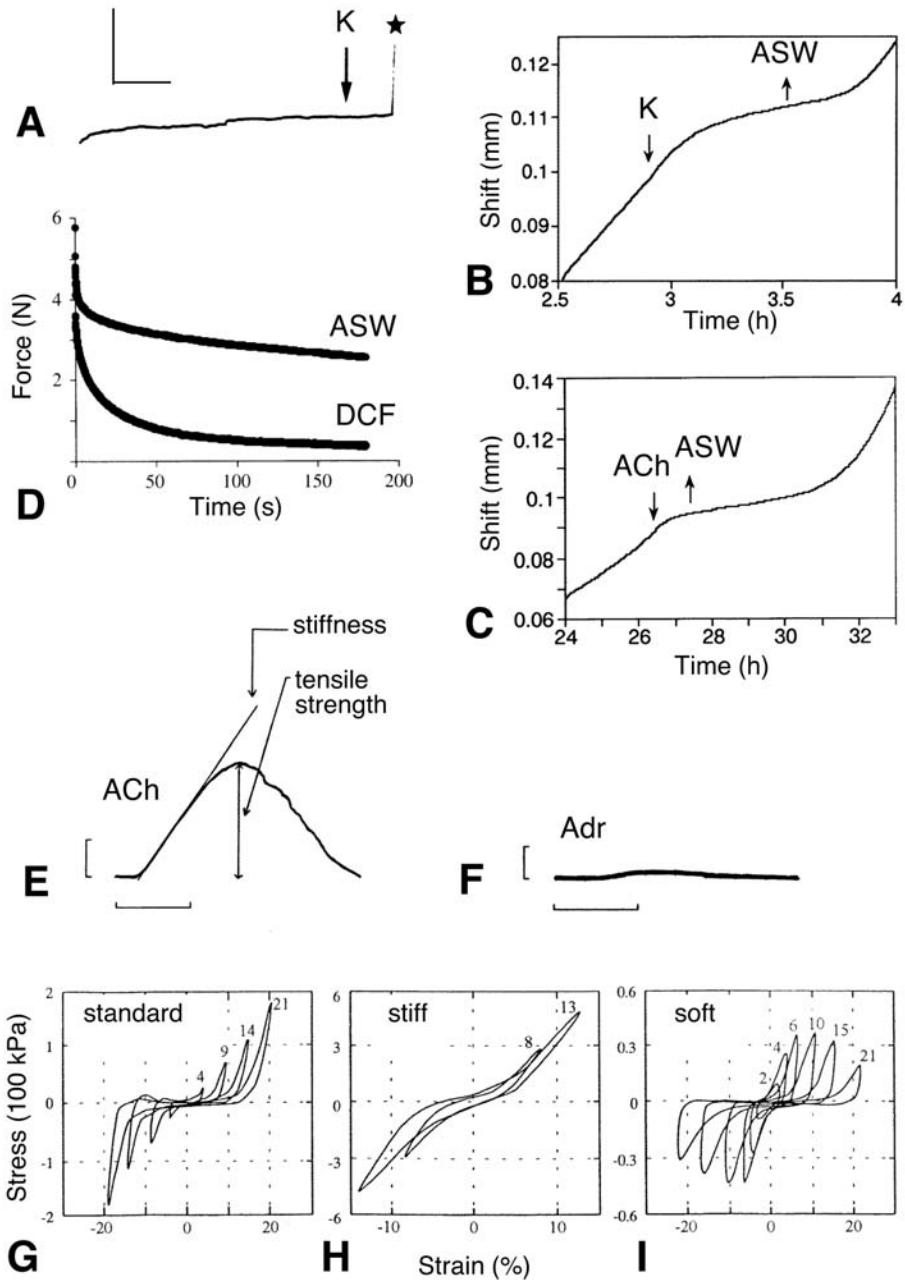 K
★
A
0.12
0.11
0.1
0.09
0.08
Shift (mm)
K
ASW
2.5
3
3.5
4
Time (h)
B
6
4
2
Force (N)
ASW
DCF
0
50
100
150
200
Time (s)
D
0.14
0.12
0.1
0.08
0.06
Shift (mm)
ACh
ASW
24
26
28
30
32
Time (h)
C
stiffness
tensile
strength
ACh
E
Adr
F
standard
2
1
0
-1
-2
4
9
14
21
-20
0
20
Stress (100 kPa)
G
stiff
6
3
0
-3
-6
8
13
-10
0
10
Strain (%)
H
soft
0.6
0.3
0
-0.3
-0.6
2
4
6
10
15
21
-20
0
20
I